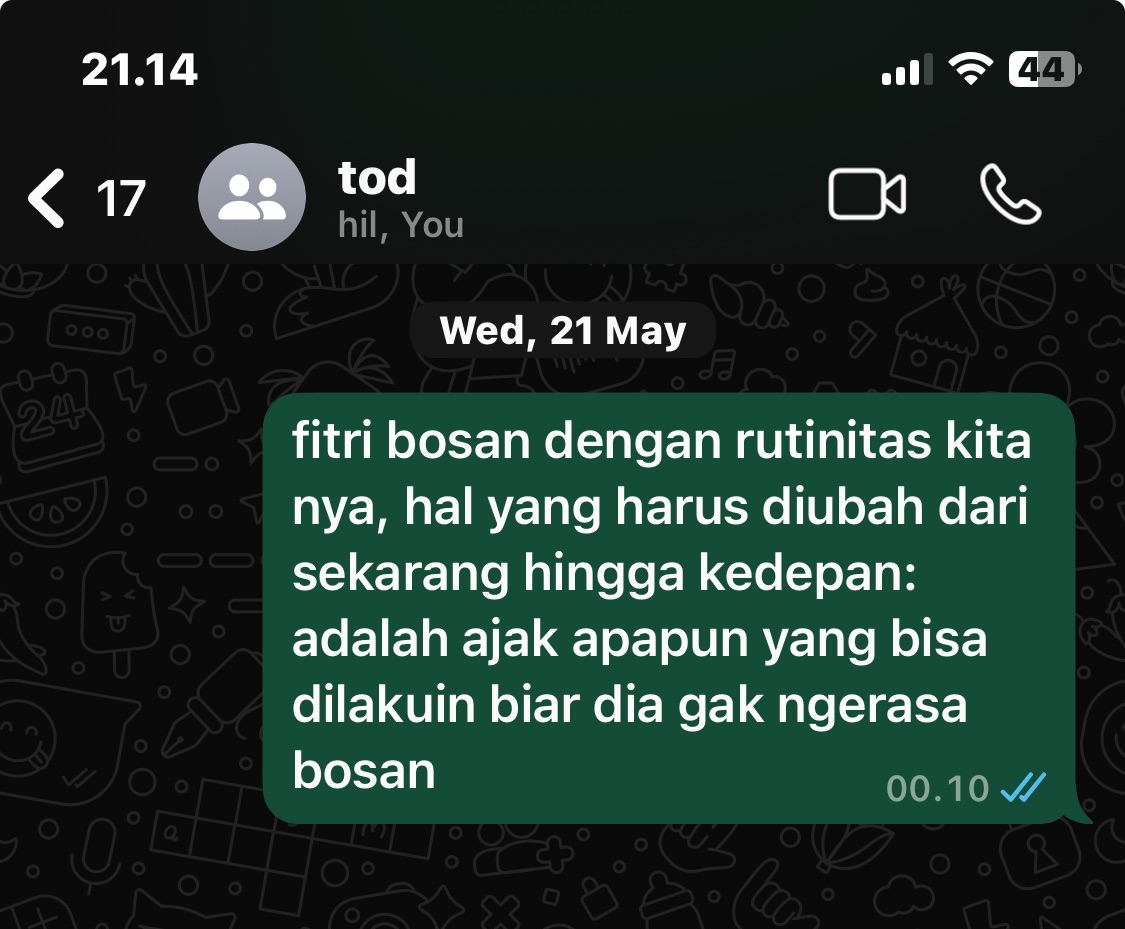 21.14
44
17
tod
hil, You
Wed, 21 May
fitri bosan dengan rutinitas kita
nya, hal yang harus diubah dari
sekarang hingga kedepan:
adalah ajak apapun yang bisa
dilakuin biar dia gak ngerasa
bosan
00.10